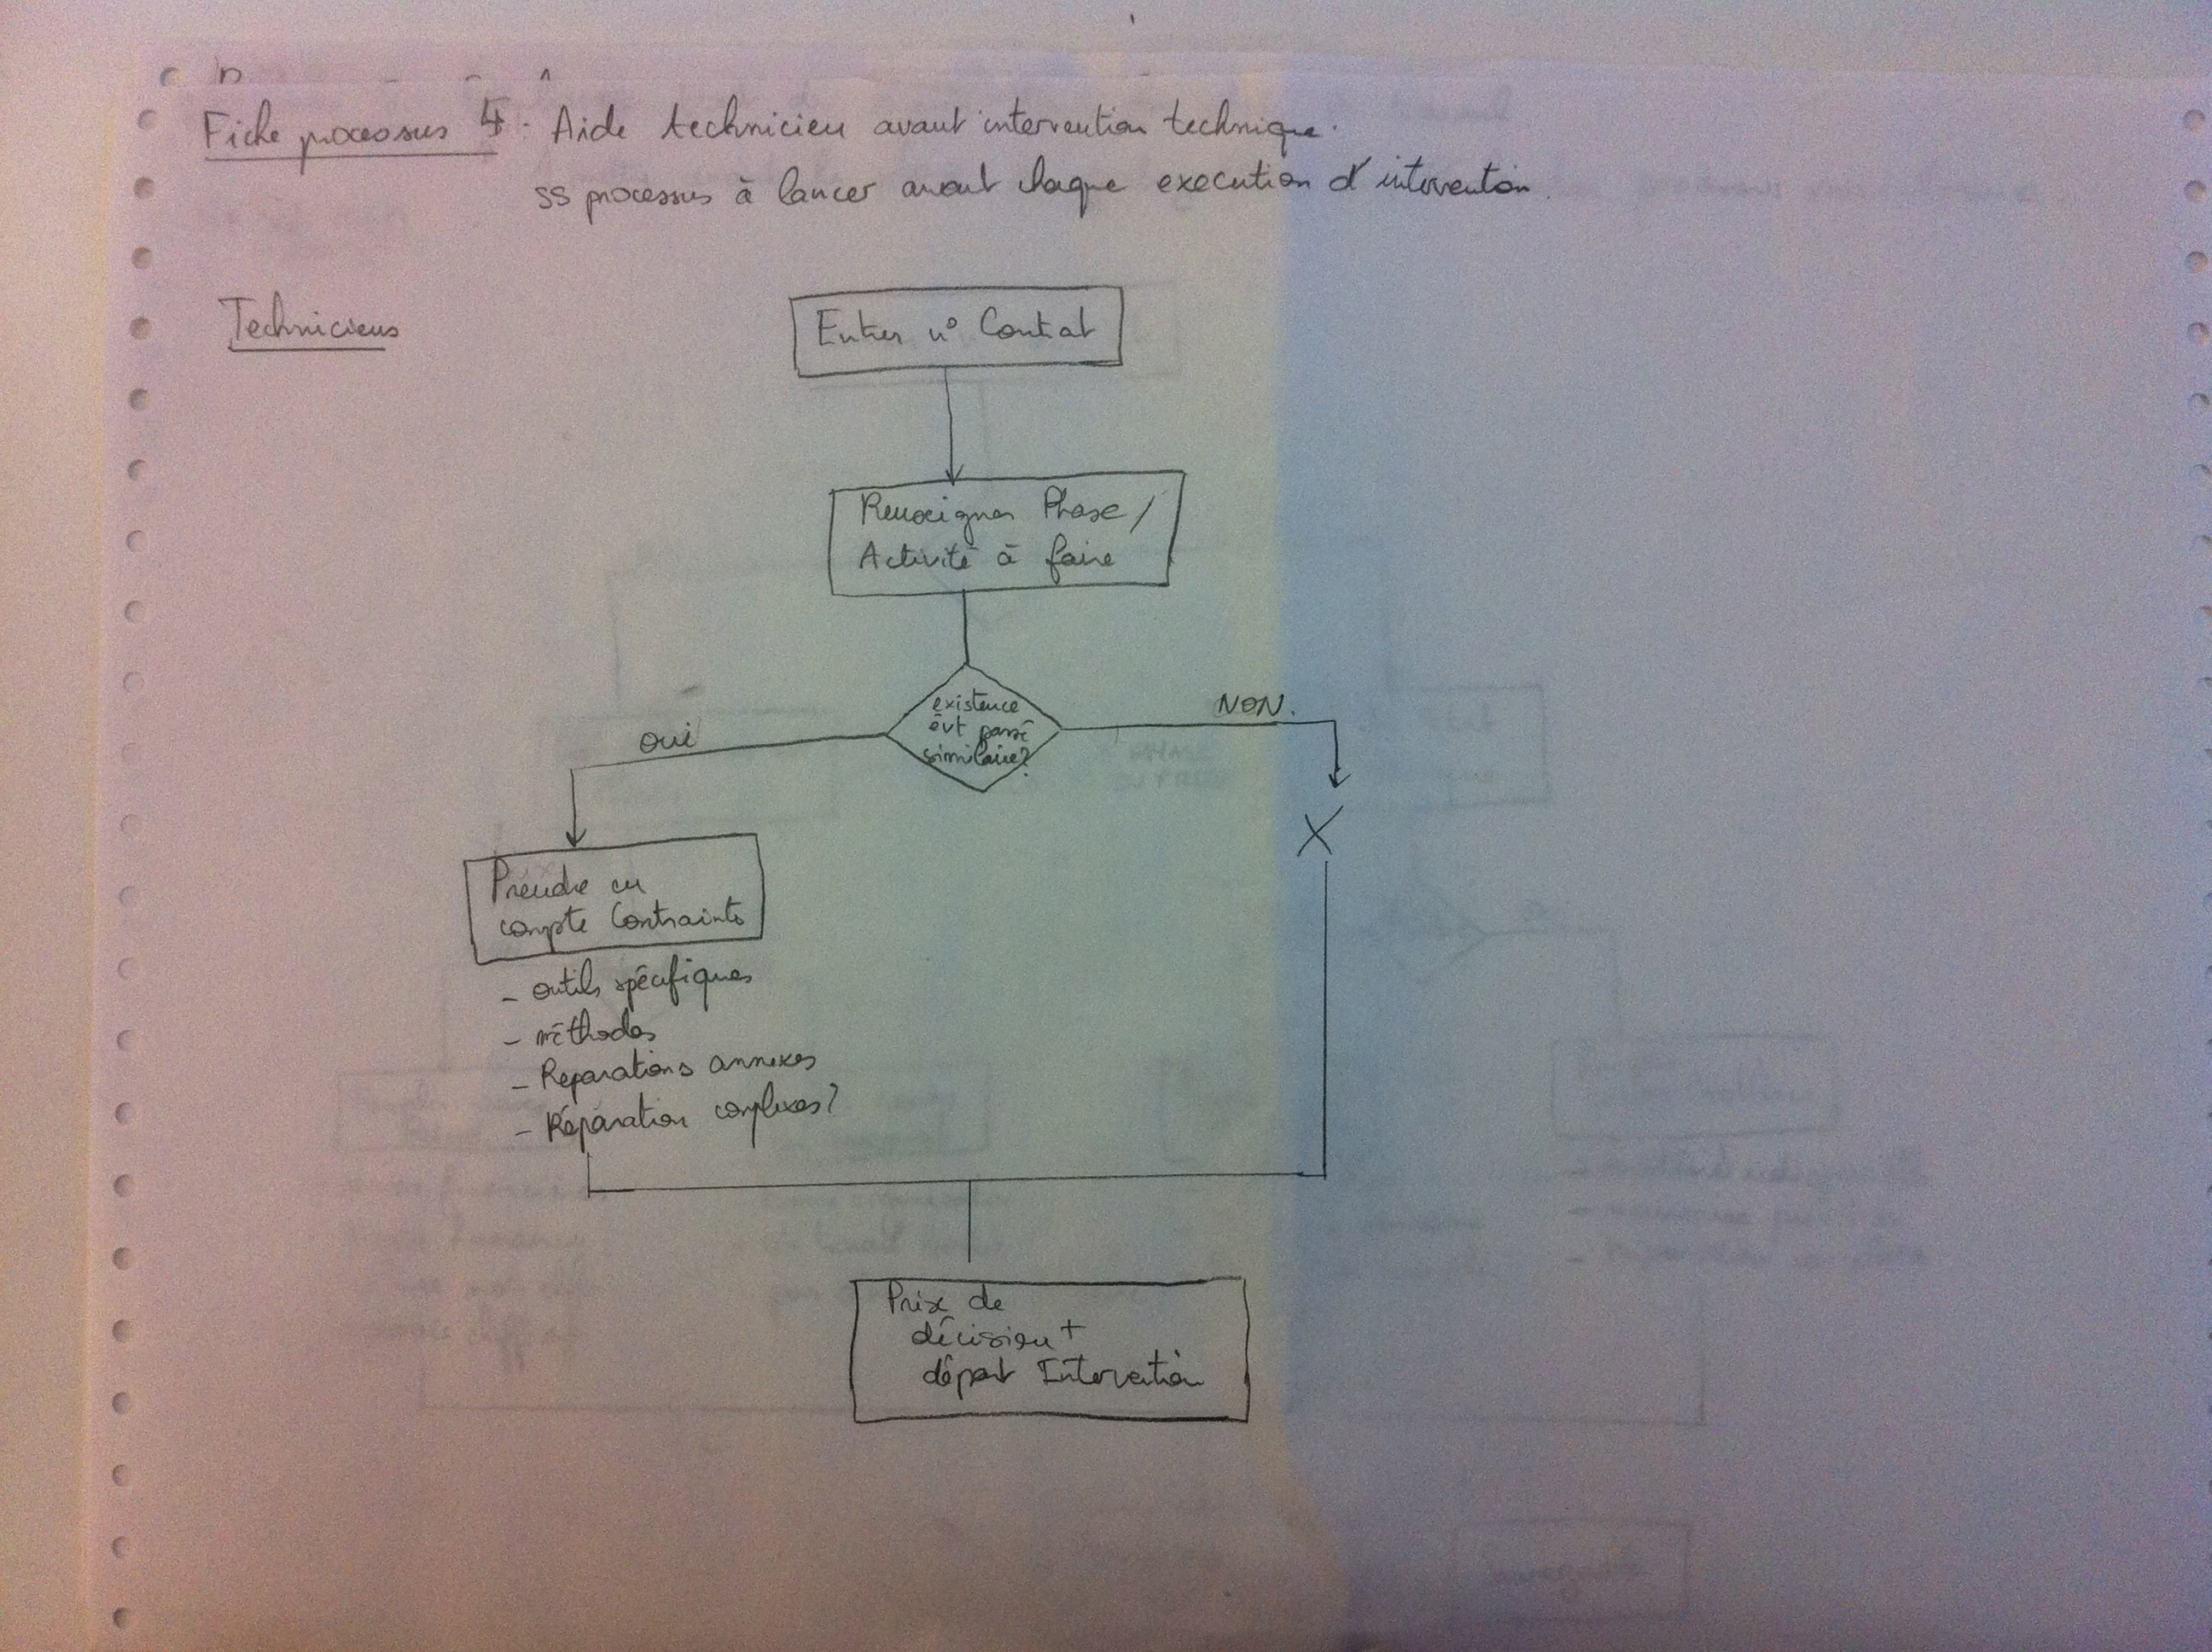 Fiche processus 4 : Aide technicien avant intervention technique.
ss processus à lancer avant chaque execution d'intervention.
Techniciens
Entrer n° Contrat
Renseigner Phase /
Activité à faire
existence
évt passé
similaire?
OUI
NON.
X
Prendre en
compte Contraintes
- outils spécifiques
- méthodes
- Reparations annexes
- Réparation complexes?
Prise de
décision +
départ Intervention